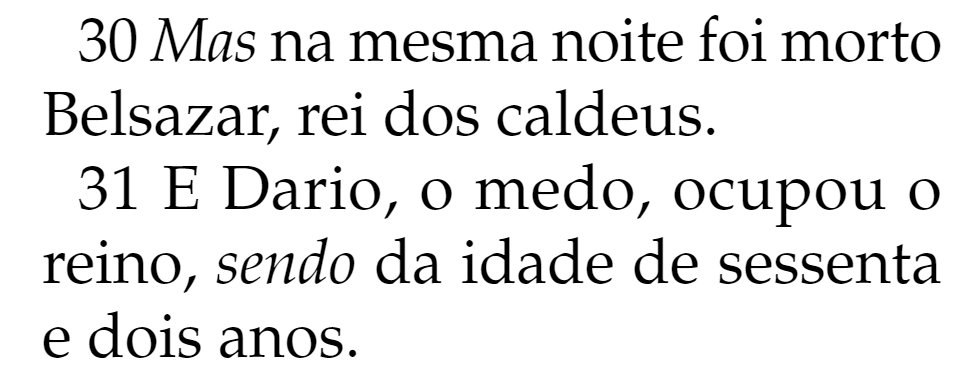 30 Mas na mesma noite foi morto
Belsazar, rei dos caldeus.
31 E Dario, o medo, ocupou o
reino, sendo da idade de sessenta
e dois anos.